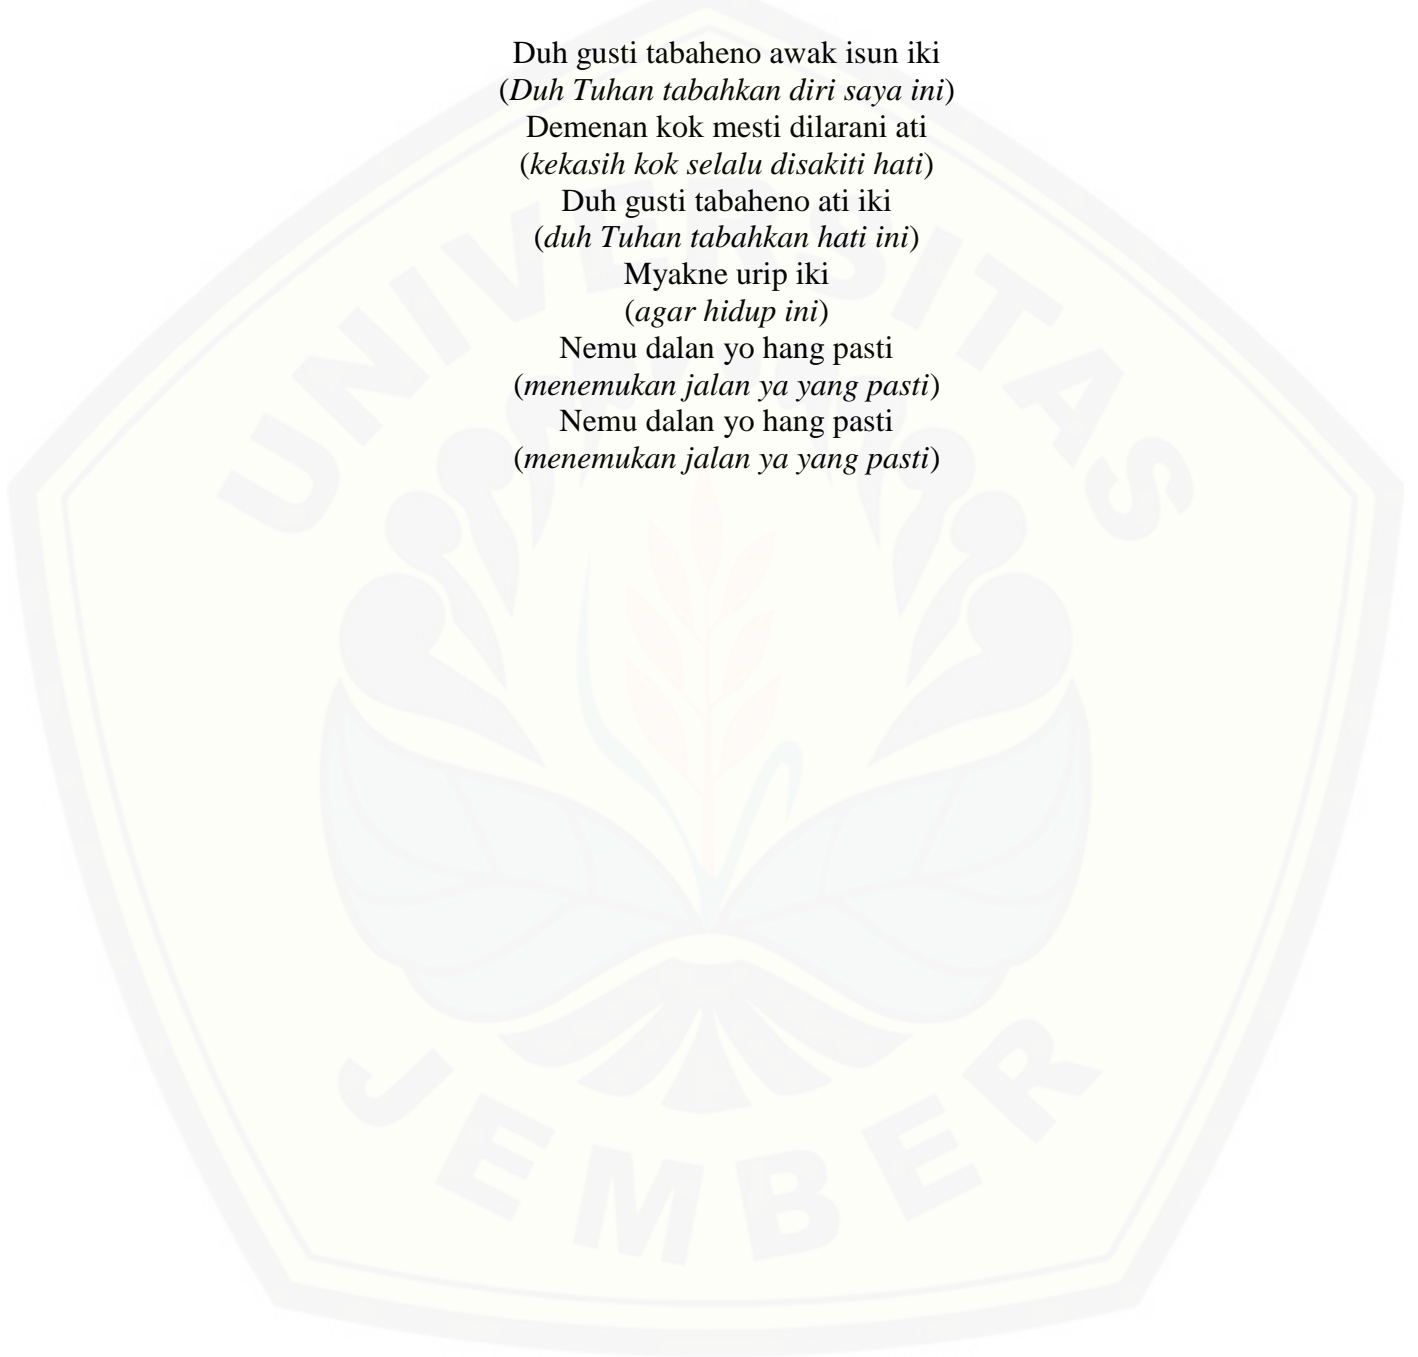 Duh gusti tabaheno awak isun iki
(Duh Tuhan tabahkan diri saya ini)
Demenan kok mesti dilarani ati
(kekasih kok selalu disakiti hati)
Duh gusti tabaheno ati iki
(duh Tuhan tabahkan hati ini)
Myakne urip iki
(agar hidup ini)
Nemu dalan yo hang pasti
(menemukan jalan ya yang pasti)
Nemu dalan yo hang pasti
(menemukan jalan ya yang pasti)
UNIVERSITAS
JEMBER